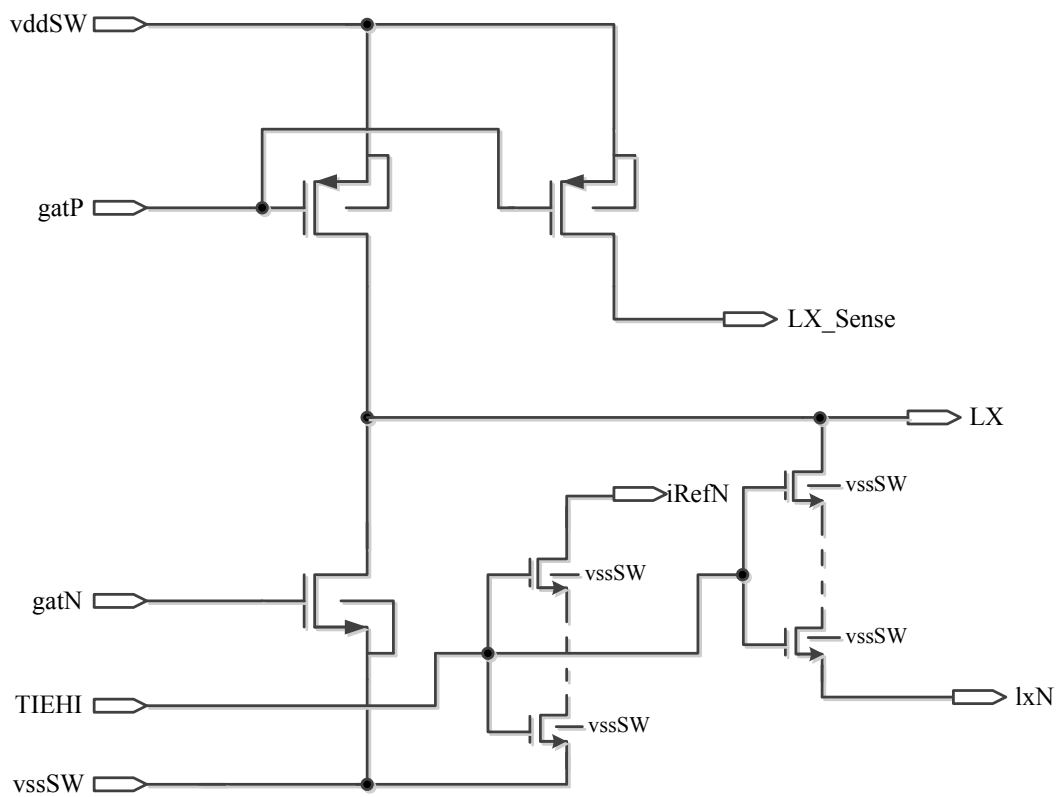 vddSW
gatP
LX_Sense
LX
vssSW
iRefN
vssSW
gatN
vssSW
TIEHI
lxN
vssSW
vssSW